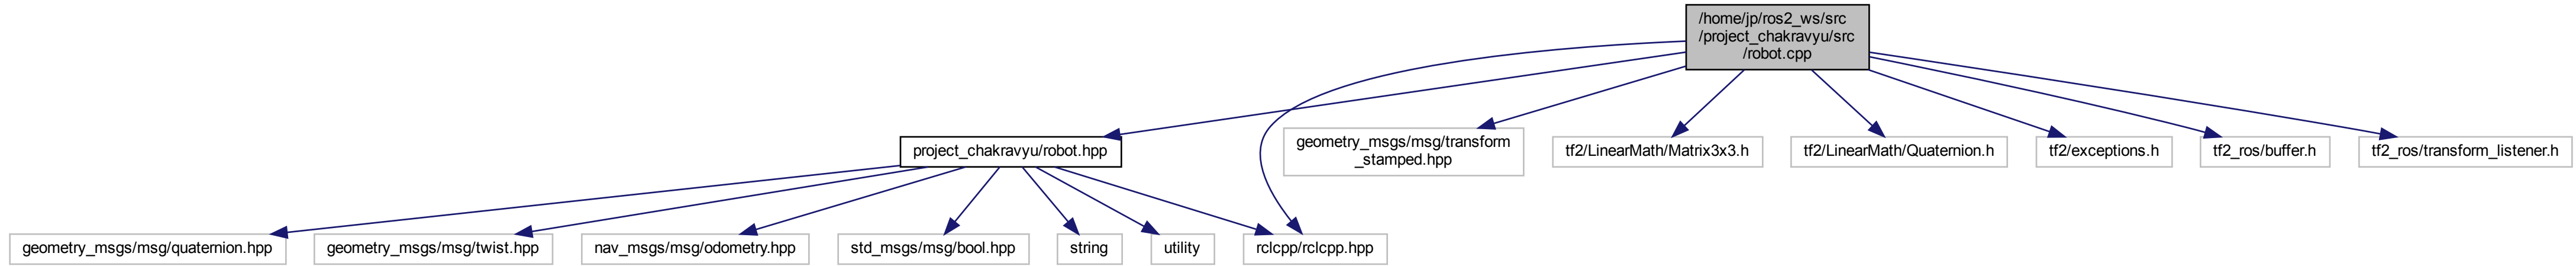 /home/jp/ros2_ws/src
/project_chakravyu/src
/robot.cpp
project_chakravyu/robot.hpp
geometry_msgs/msg/transform
_stamped.hpp
tf2/LinearMath/Matrix3x3.h
tf2/LinearMath/Quaternion.h
tf2/exceptions.h
tf2_ros/buffer.h
tf2_ros/transform_listener.h
geometry_msgs/msg/quaternion.hpp
geometry_msgs/msg/twist.hpp
nav_msgs/msg/odometry.hpp
std_msgs/msg/bool.hpp
string
utility
rclcpp/rclcpp.hpp